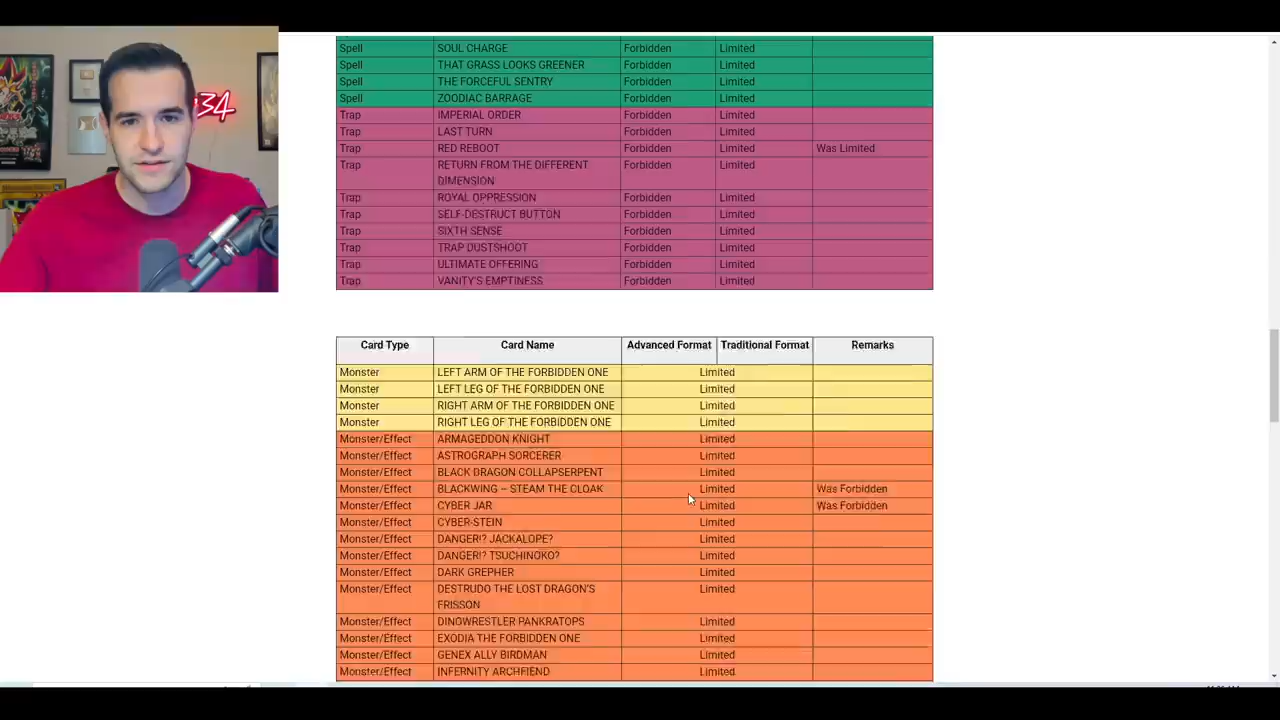 34
Spell SOUL CHARGE Forbidden Limited
Spell THAT GRASS LOOKS GREENER Forbidden Limited
Spell THE FORCEFUL SENTRY Forbidden Limited
Spell ZOODIAC BARRAGE Forbidden Limited
Trap IMPERIAL ORDER Forbidden Limited
Trap LAST TURN Forbidden Limited
Trap RED REBOOT Forbidden Limited Was Limited
Trap RETURN FROM THE DIFFERENT Forbidden Limited
DIMENSION
Trap ROYAL OPPRESSION Forbidden Limited
Trap SELF-DESTRUCT BUTTON Forbidden Limited
Trap SIXTH SENSE Forbidden Limited
Trap TRAP DUSTSHOOT Forbidden Limited
Trap ULTIMATE OFFERING Forbidden Limited
Trap VANITY'S EMPTINESS Forbidden Limited
Card Type Card Name Advanced Format Traditional Format Remarks
Monster LEFT ARM OF THE FORBIDDEN ONE Limited
Monster LEFT LEG OF THE FORBIDDEN ONE Limited
Monster RIGHT ARM OF THE FORBIDDEN ONE Limited
Monster RIGHT LEG OF THE FORBIDDEN ONE Limited
Monster/Effect ARMAGEDDON KNIGHT Limited
Monster/Effect ASTROGRAPH SORCERER Limited
Monster/Effect BLACK DRAGON COLLAPSERPENT Limited
Monster/Effect BLACKWING – STEAM THE CLOAK Limited Was Forbidden
Monster/Effect CYBER JAR Limited Was Forbidden
Monster/Effect CYBER-STEIN Limited
Monster/Effect DANGER!? JACKALOPE? Limited
Monster/Effect DANGER!? TSUCHINOKO? Limited
Monster/Effect DARK GREPHER Limited
Monster/Effect DESTRUDO THE LOST DRAGON'S Limited
FRISSON
Monster/Effect DINOWRESTLER PANKRATOPS Limited
Monster/Effect EXODIA THE FORBIDDEN ONE Limited
Monster/Effect GENEX ALLY BIRDMAN Limited
Monster/Effect INFERNITY ARCHFIEND Limited